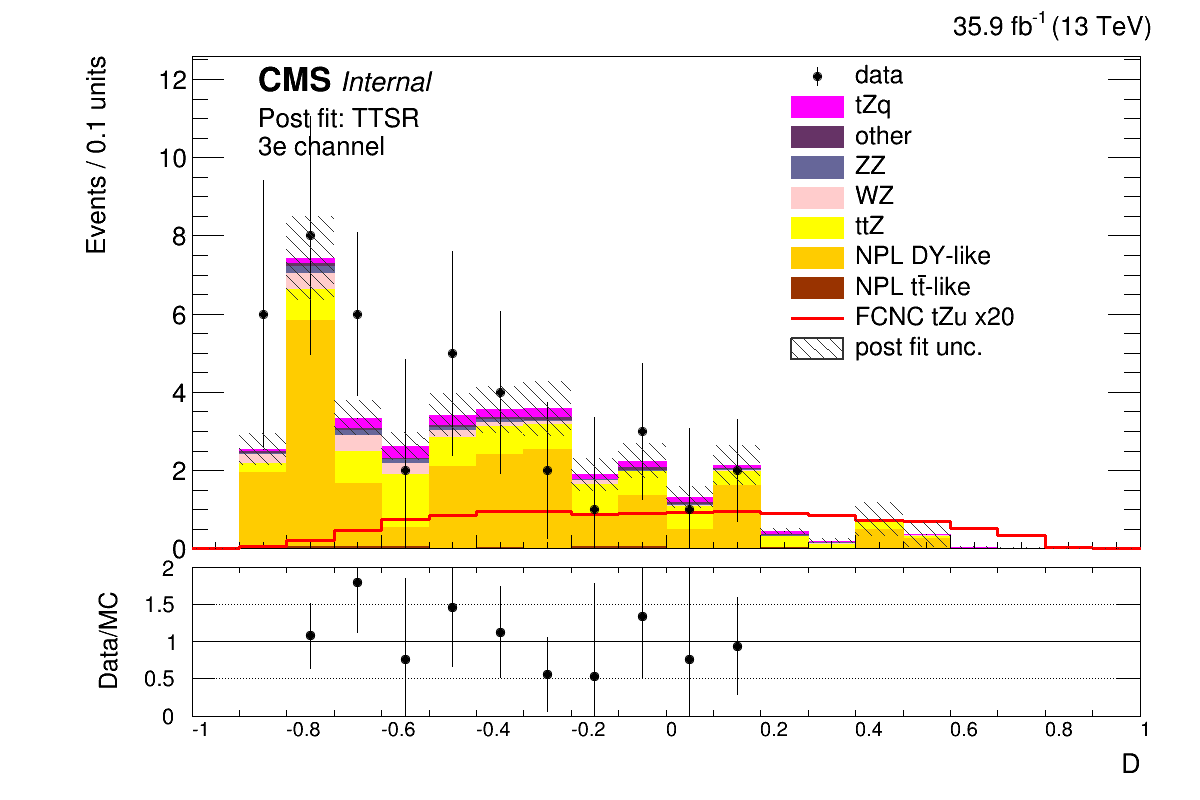 35.9 fb-1 (13 TeV)
CMS Internal
Post fit: TTSR
3e channel
Events / 0.1 units
12
10
8
6
4
2
0
data
tZq
other
ZZ
WZ
ttZ
NPL DY-like
NPL tt̄-like
FCNC tZu x20
post fit unc.
Data/MC
2
1.5
1
0.5
0
-1 -0.8 -0.6 -0.4 -0.2 0 0.2 0.4 0.6 0.8 1
D